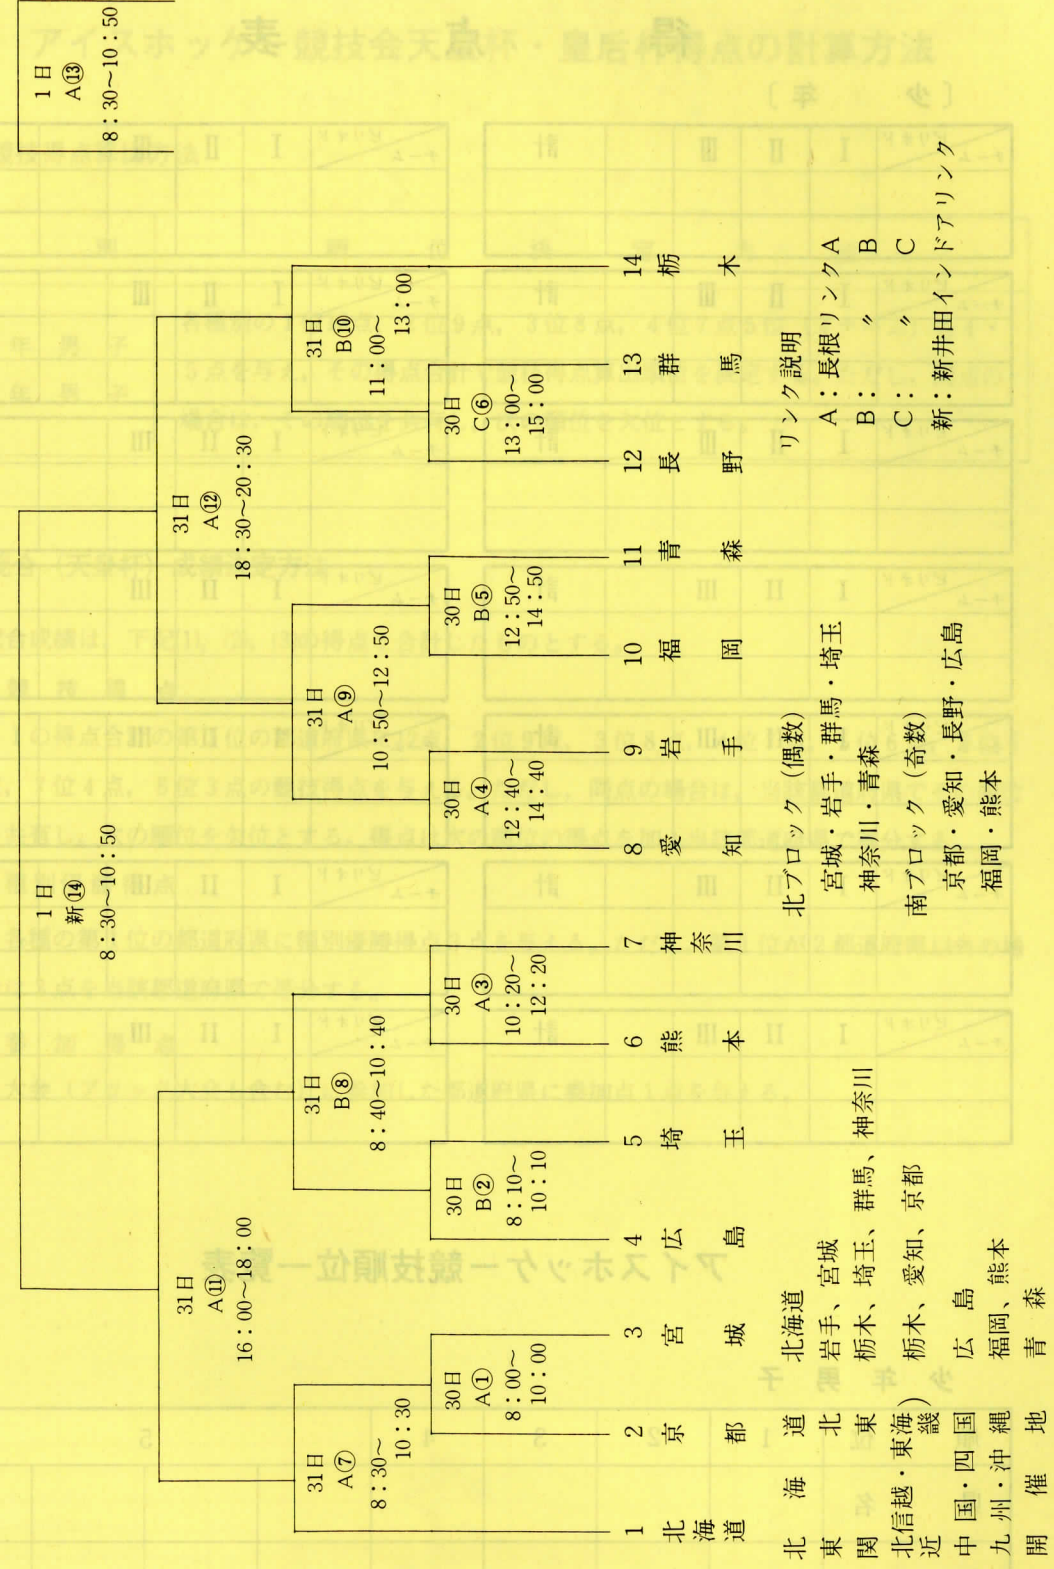 1日
A⑬
8：30～10：50
1日
新⑭
8：30～10：50
31日
A⑪
16：00～18：00
31日
A⑫
18：30～20：30
31日
A⑦
8：30～
10：30
31日
B⑧
8：40～10：40
31日
A⑨
10：50～12：50
31日
B⑩
11：00～
13：00
30日
A①
8：00～
10：00
30日
B②
8：10～
10：10
30日
A③
10：20～
12：20
30日
A④
12：40～
14：40
30日
B⑤
12：50～
14：50
30日
C⑥
13：00～
15：00
1 北海道
2 京都
3 宮城
4 広島
5 埼玉
6 熊本
7 神奈川
8 愛知
9 岩手
10 福岡
11 青森
12 長野
13 群馬
14 栃木
北海道 北海道
東北 岩手、宮城
関東 栃木、埼玉、群馬、神奈川
北信越・東海
近畿) 栃木、愛知、京都
中国・四国 広島
九州・沖縄 福岡、熊本
開催地 青森
北ブロック（偶数）
宮城・岩手・群馬・埼玉
神奈川・青森
南ブロック（奇数）
京都・愛知・長野・広島
福岡・熊本
リンク説明
A：長根リンクA
B：〃 B
C：〃 C
新：新井田インドアリンク